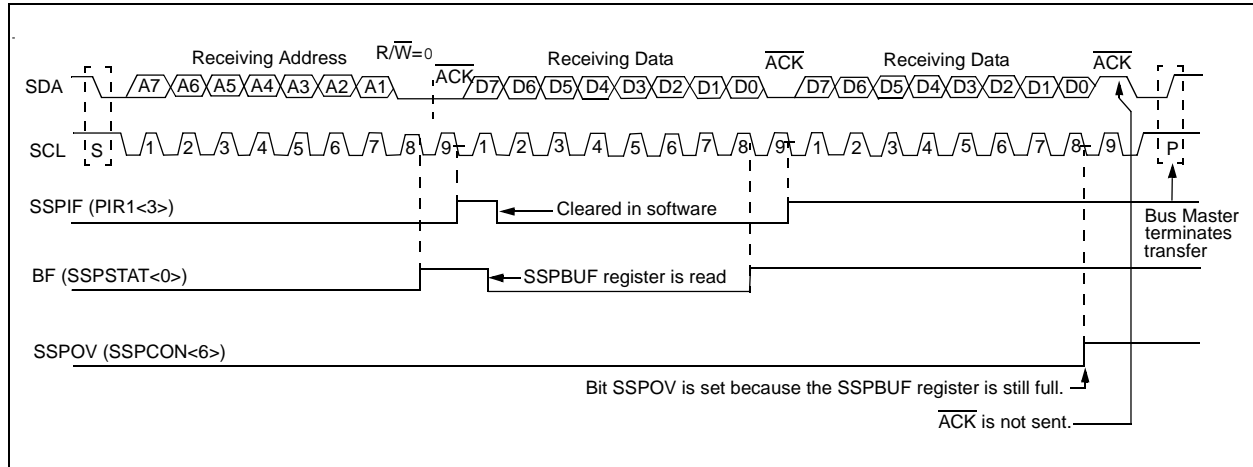 R/W=0
Receiving Address
Receiving Data
ACK
Receiving Data
ACK
ACK
SDA
A7 A6 A5 A4 A3 A2 A1
D7 D6 D5 D4 D3 D2 D1 D0
D7 D6 D5 D4 D3 D2 D1 D0
SCL
S
1 2 3 4 5 6 7 8 9
1 2 3 4 5 6 7 8 9
1 2 3 4 5 6 7 8 9
P
SSPIF (PIR1<3>)
Cleared in software
Bus Master
terminates
transfer
BF (SSPSTAT<0>)
SSPBUF register is read
SSPOV (SSPCON<6>)
Bit SSPOV is set because the SSPBUF register is still full.
ACK is not sent.